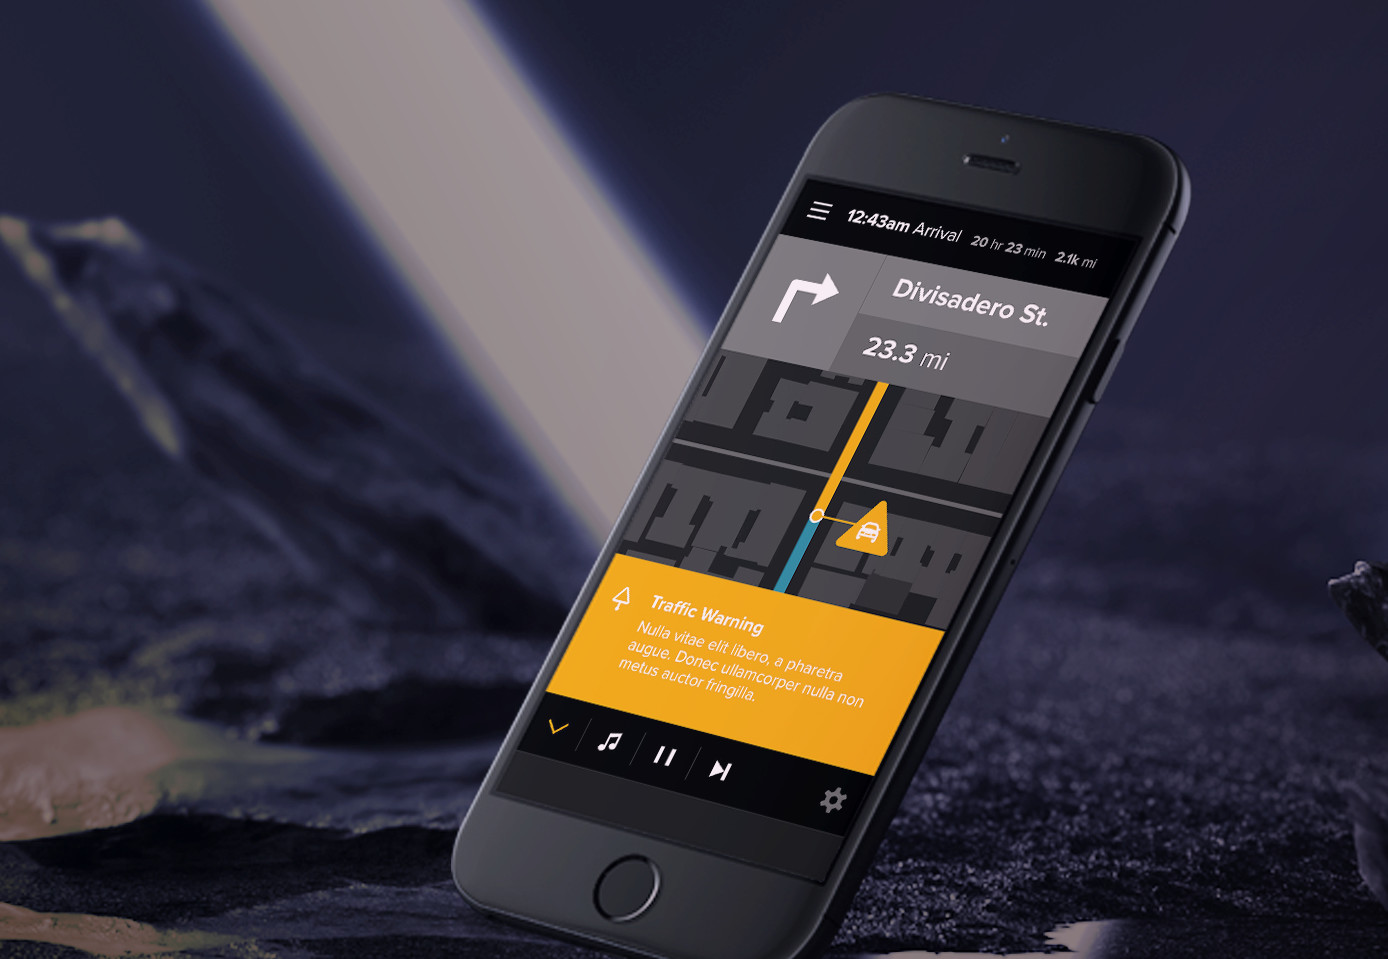 12:43am Arrival 20 hr 23 min 2.1k mi
Divisadero St.
23.3 mi
Traffic Warning
Nulla vitae elit libero, a pharetra
augue. Donec ullamcorper nulla non
metus auctor fringilla.